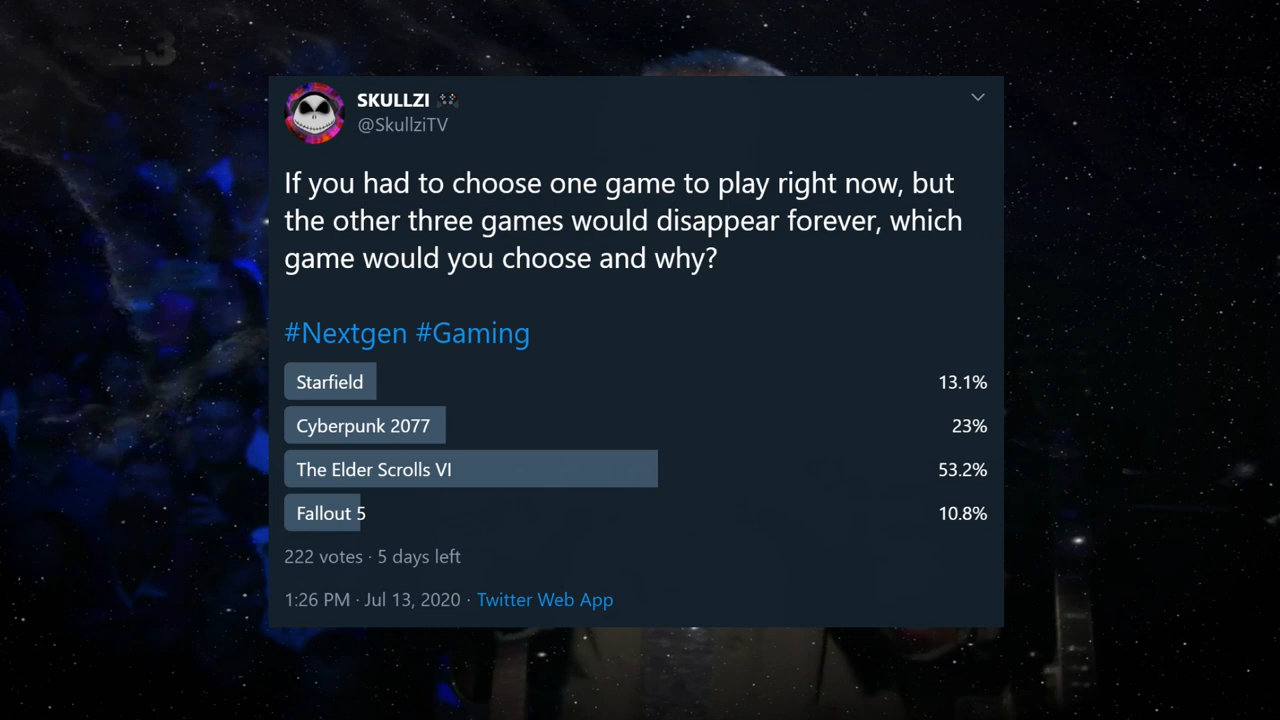 SKULLZI 🎮
@SkullziTV
If you had to choose one game to play right now, but
the other three games would disappear forever, which
game would you choose and why?
#Nextgen #Gaming
Starfield 13.1%
Cyberpunk 2077 23%
The Elder Scrolls VI 53.2%
Fallout 5 10.8%
222 votes · 5 days left
1:26 PM · Jul 13, 2020 · Twitter Web App